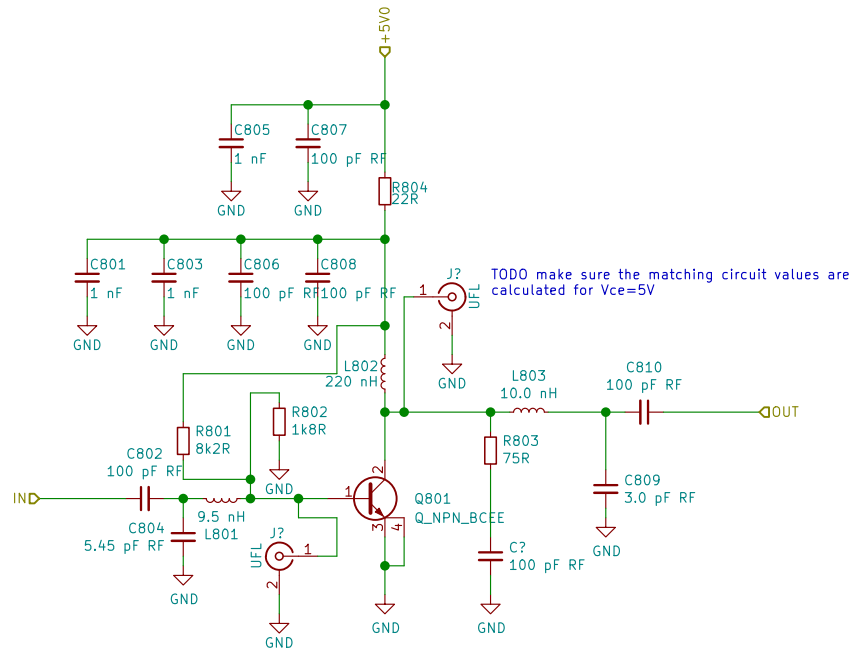 +5V0
C805
1 nF
C807
100 pF RF
GND
GND
R804
22R
C801
1 nF
C803
1 nF
C806
100 pF RF
C808
100 pF RF
GND
GND
GND
GND
J?
1
UFL
2
GND
TODO make sure the matching circuit values are
calculated for Vce=5V
L802
220 nH
L803
10.0 nH
C810
100 pF RF
OUT
R801
8k2R
R802
1k8R
GND
R803
75R
C802
100 pF RF
IN
9.5 nH
L801
C804
5.45 pF RF
GND
1
2
3
4
Q801
Q_NPN_BCEE
C809
3.0 pF RF
GND
J?
1
UFL
2
GND
C?
100 pF RF
GND
GND